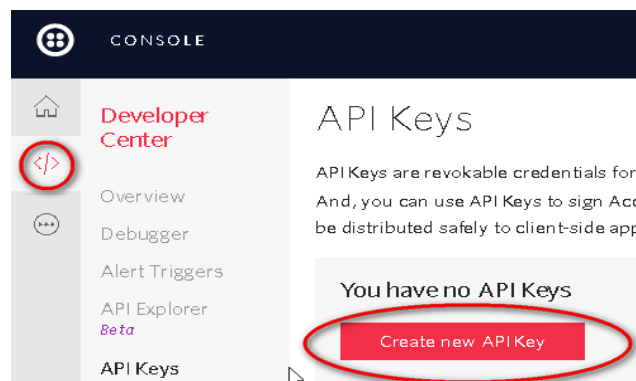 CONSOLE
Developer
Center
</>
Overview
Debugger
Alert Triggers
API Explorer
Beta
API Keys
API Keys
API Keys are revokable credentials for
And, you can use API Keys to sign Acc
be distributed safely to client-side app
You have no API Keys
Create new API Key